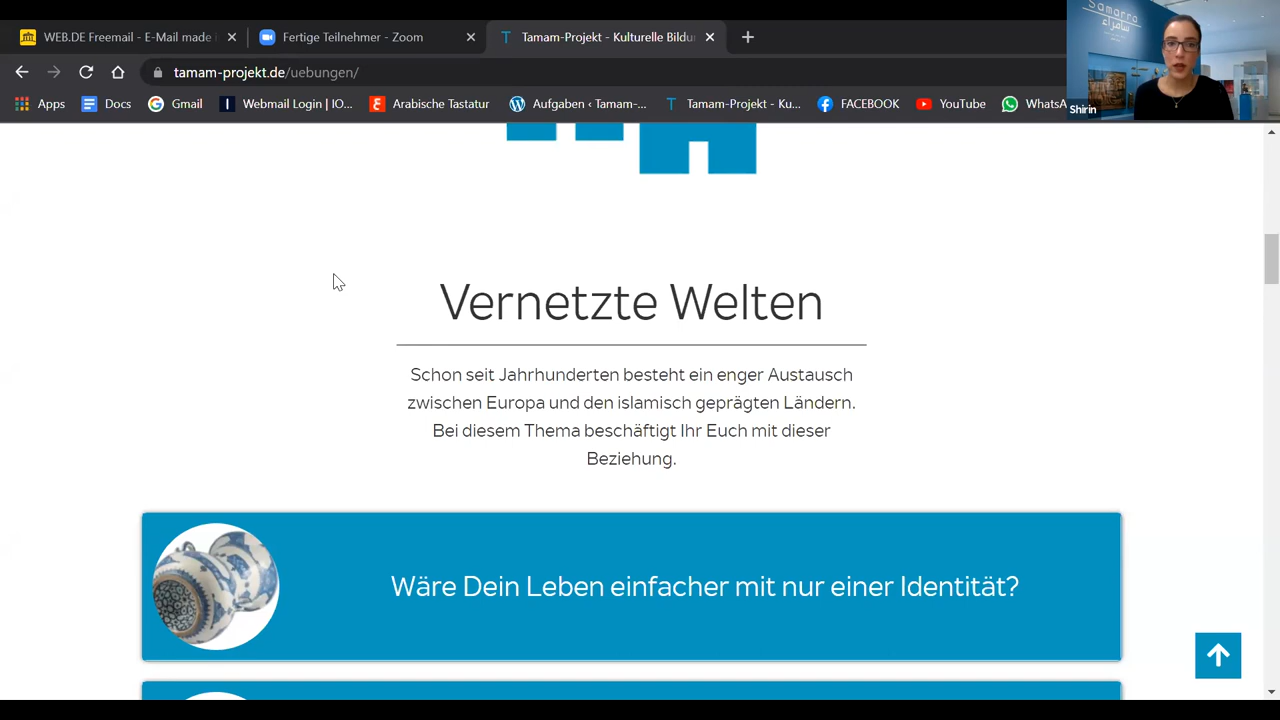 WEB.DE Freemail - E-Mail made
Fertige Teilnehmer - Zoom
Tamam-Projekt - Kulturelle Bildu
tamam-projekt.de/uebungen/
Apps
Docs
Gmail
Webmail Login | IO...
Arabische Tastatur
Aufgaben ‹ Tamam-...
Tamam-Projekt - Ku...
FACEBOOK
YouTube
WhatsA
Samarra
سامراء
Shirin
Vernetzte Welten
Schon seit Jahrhunderten besteht ein enger Austausch
zwischen Europa und den islamisch geprägten Ländern.
Bei diesem Thema beschäftigt Ihr Euch mit dieser
Beziehung.
Wäre Dein Leben einfacher mit nur einer Identität?